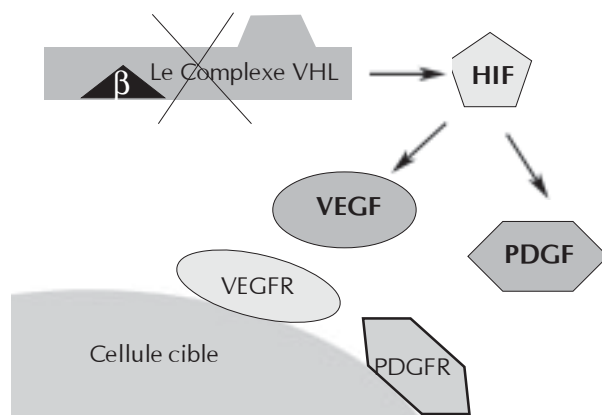 β Le Complexe VHL
HIF
VEGF
PDGF
VEGFR
Cellule cible
PDGFR